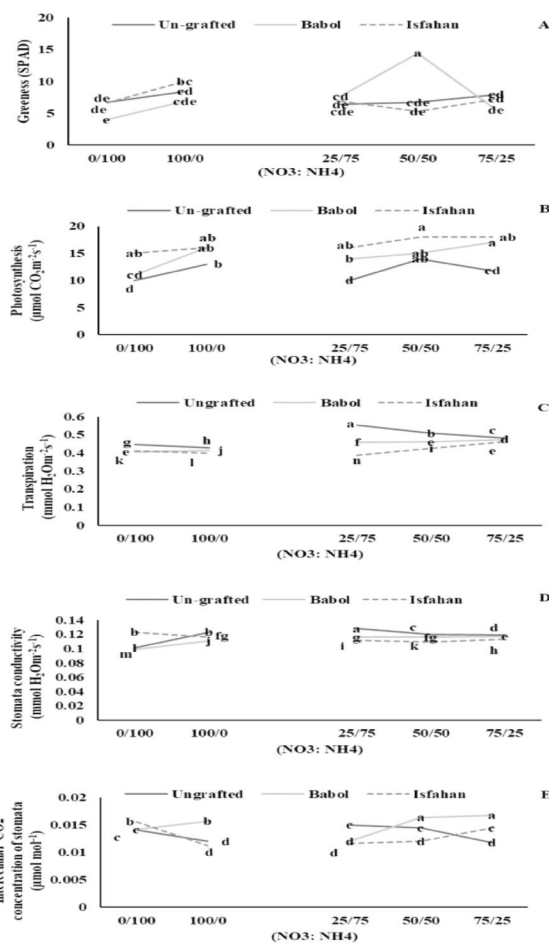 Un-grafted Babol Isfahan A
Greeness (SPAD)
20
15
10
5
0
de de e bc cd cde
cd de cde a cde de cd cd de
0/100 100/0 25/75 50/50 75/25
(NO3: NH4)
Un-grafted Babol Isfahan B
Photosynthesis
(µmol CO₂m⁻²s⁻¹)
20
15
10
5
0
ab cd d ab ab b
ab b d a ab ab ab a cd
0/100 100/0 25/75 50/50 75/25
(NO3: NH4)
Ungrafted Babol Isfahan C
Transpiration
(mmol H₂Om⁻²s⁻¹)
0.6
0.5
0.4
0.3
0.2
0.1
0
g e k h j l
a f n b e i c d e
0/100 100/0 25/75 50/50 75/25
(NO3: NH4)
Un-grafted Babol Isfahan D
Stomata conductivity
(mmol H₂Om⁻²s⁻¹)
0.14
0.12
0.1
0.08
0.06
0.04
0.02
0
b l m b fg j
a g i c fg k d e h
0/100 100/0 25/75 50/50 75/25
(NO3: NH4)
Ungrafted Babol Isfahan E
concentration of stomata
(µmol mol⁻¹)
0.02
0.015
0.01
0.005
0
b c c b d d
c d d a c d a c d
0/100 100/0 25/75 50/50 75/25
(NO3: NH4)